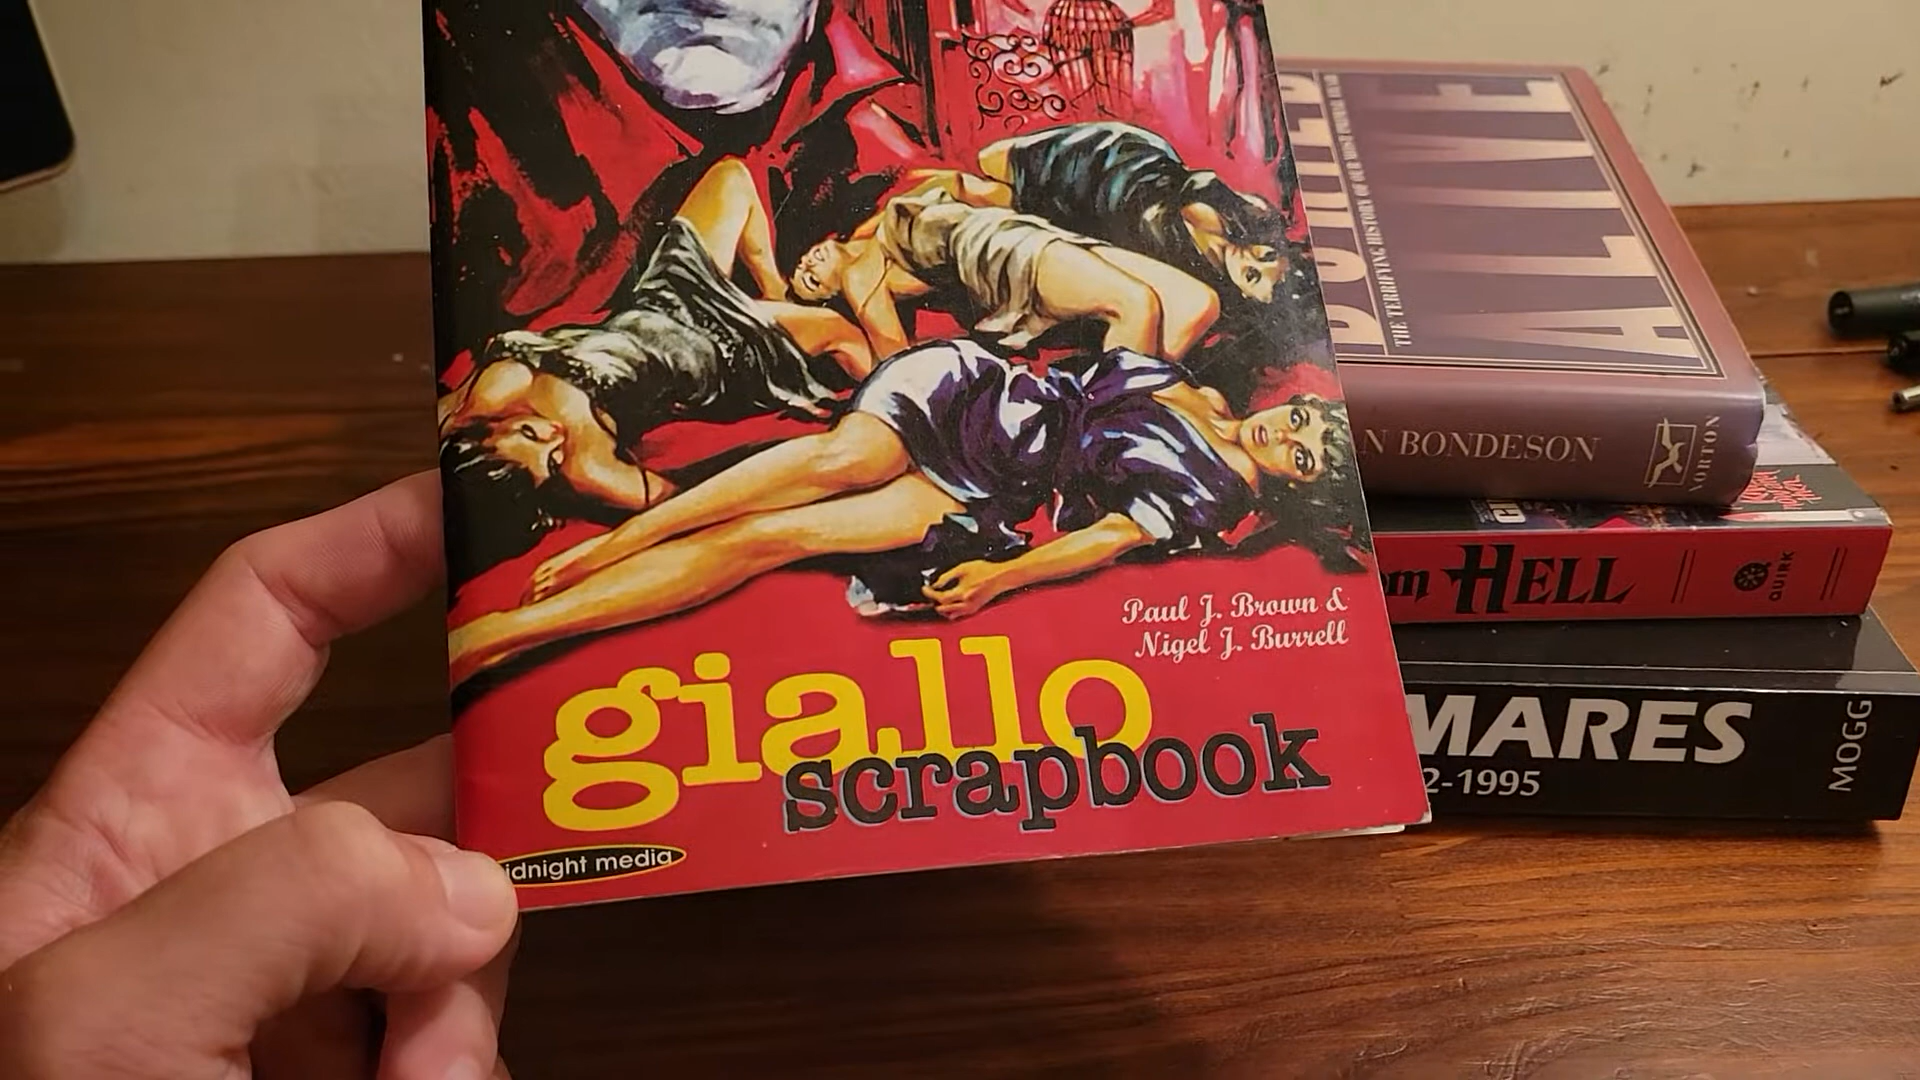 Paul J. Brown &
Nigel J. Burrell
giallo
scrapbook
idnight media
ALIVE
THE TERRIFYING HISTORY OF OUR MOST PRIMAL FEAR
N BONDESON
NORTON
om HELL
QUIRK
MARES
2-1995
MOGG